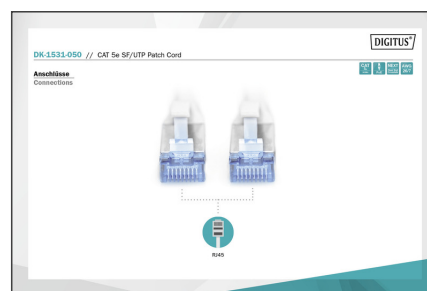 DIGITUS®
DK-1531-050 // CAT 5e SF/UTP Patch Cord
Anschlüsse
Connections
RJ45